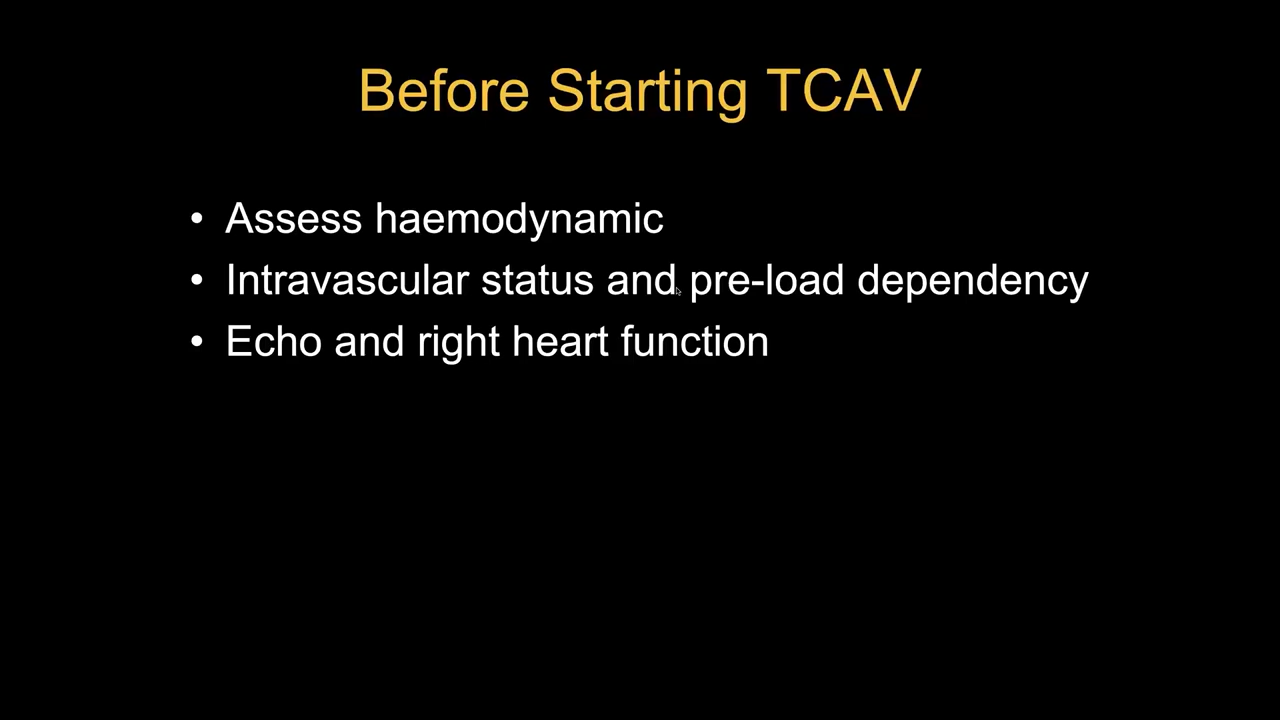 Before Starting TCAV
• Assess haemodynamic
• Intravascular status and pre-load dependency
• Echo and right heart function